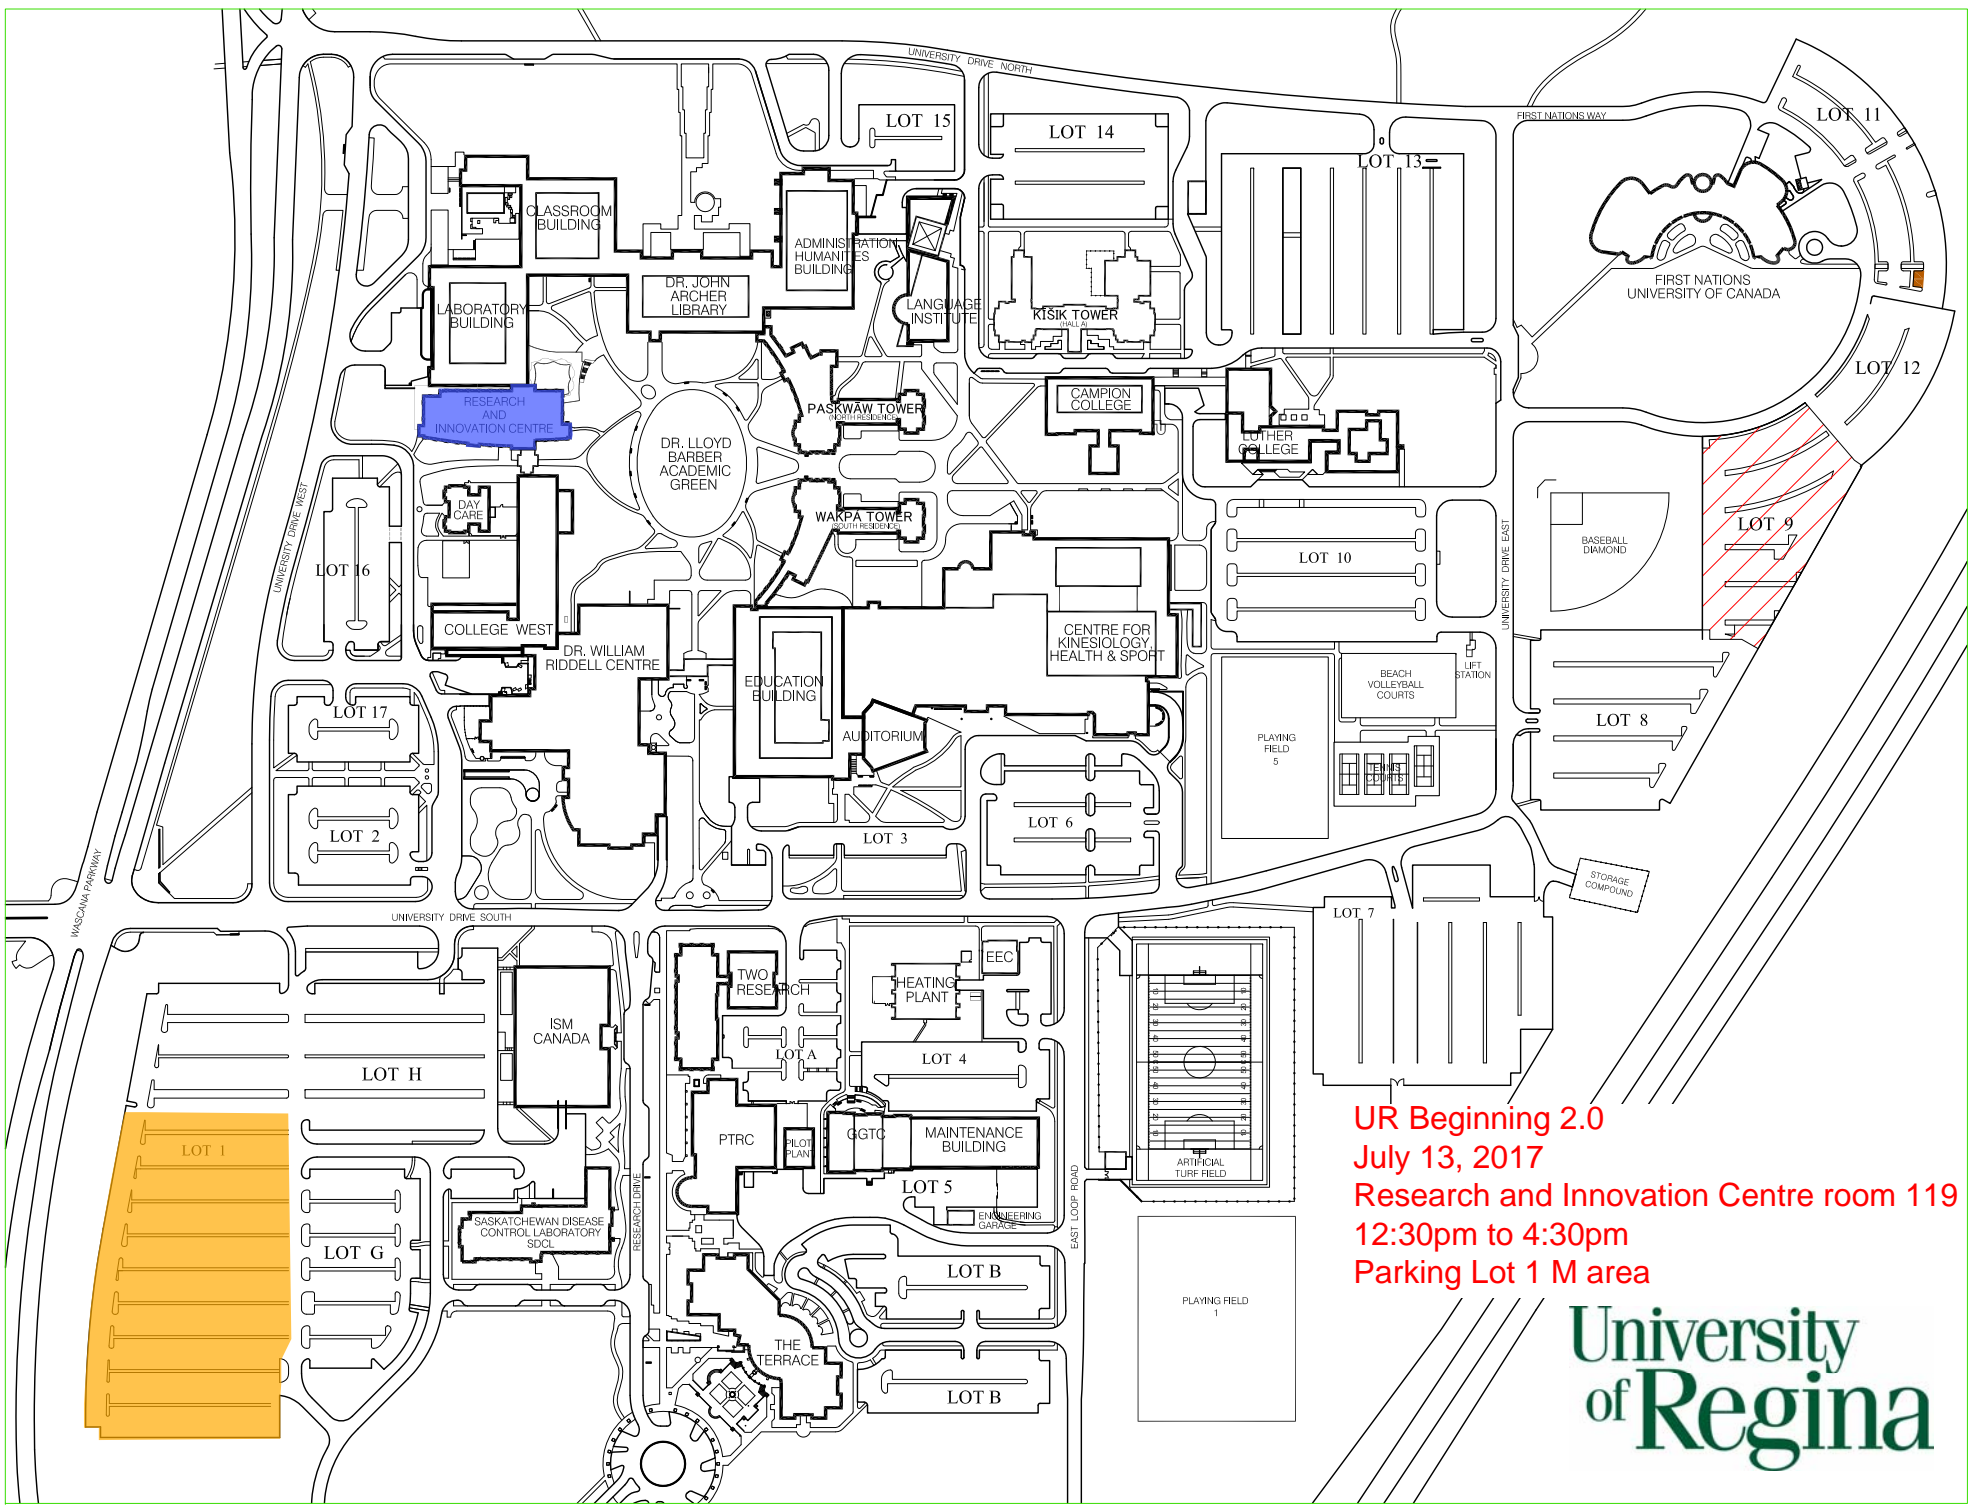 UNIVERSITY DRIVE NORTH
FIRST NATIONS WAY
LOT 11
LOT 15
LOT 14
LOT 13
CLASSROOM
BUILDING
ADMINISTRATION
HUMANITIES
BUILDING
DR. JOHN
ARCHER
LIBRARY
LABORATORY
BUILDING
LANGUAGE
INSTITUTE
KĪŠIK TOWER
(HALL A)
FIRST NATIONS
UNIVERSITY OF CANADA
LOT 12
RESEARCH
AND
INNOVATION CENTRE
PASKWĀW TOWER
(NORTH RESIDENCE)
CAMPION
COLLEGE
LUTHER
COLLEGE
DR. LLOYD
BARBER
ACADEMIC
GREEN
DAY
CARE
WAKPÁ TOWER
(SOUTH RESIDENCE)
UNIVERSITY DRIVE WEST
LOT 16
LOT 10
UNIVERSITY DRIVE EAST
BASEBALL
DIAMOND
LOT 9
COLLEGE WEST
DR. WILLIAM
RIDDELL CENTRE
CENTRE FOR
KINESIOLOGY,
HEALTH & SPORT
EDUCATION
BUILDING
AUDITORIUM
BEACH
VOLLEYBALL
COURTS
LIFT
STATION
LOT 17
LOT 8
PLAYING
FIELD
5
TENNIS
COURTS
LOT 2
LOT 3
LOT 6
WASCANA PARKWAY
STORAGE
COMPOUND
UNIVERSITY DRIVE SOUTH
LOT 7
TWO
RESEARCH
HEATING
PLANT
EEC
ISM
CANADA
LOT A
LOT 4
LOT H
LOT 1
PTRC
PILOT
PLANT
GGTC
MAINTENANCE
BUILDING
ARTIFICIAL
TURF FIELD
LOT 5
ENGINEERING
GARAGE
EAST LOOP ROAD
RESEARCH DRIVE
SASKATCHEWAN DISEASE
CONTROL LABORATORY
SDCL
LOT G
LOT B
THE
TERRACE
LOT B
PLAYING FIELD
1
UR Beginning 2.0
July 13, 2017
Research and Innovation Centre room 119
12:30pm to 4:30pm
Parking Lot 1 M area
University
of Regina